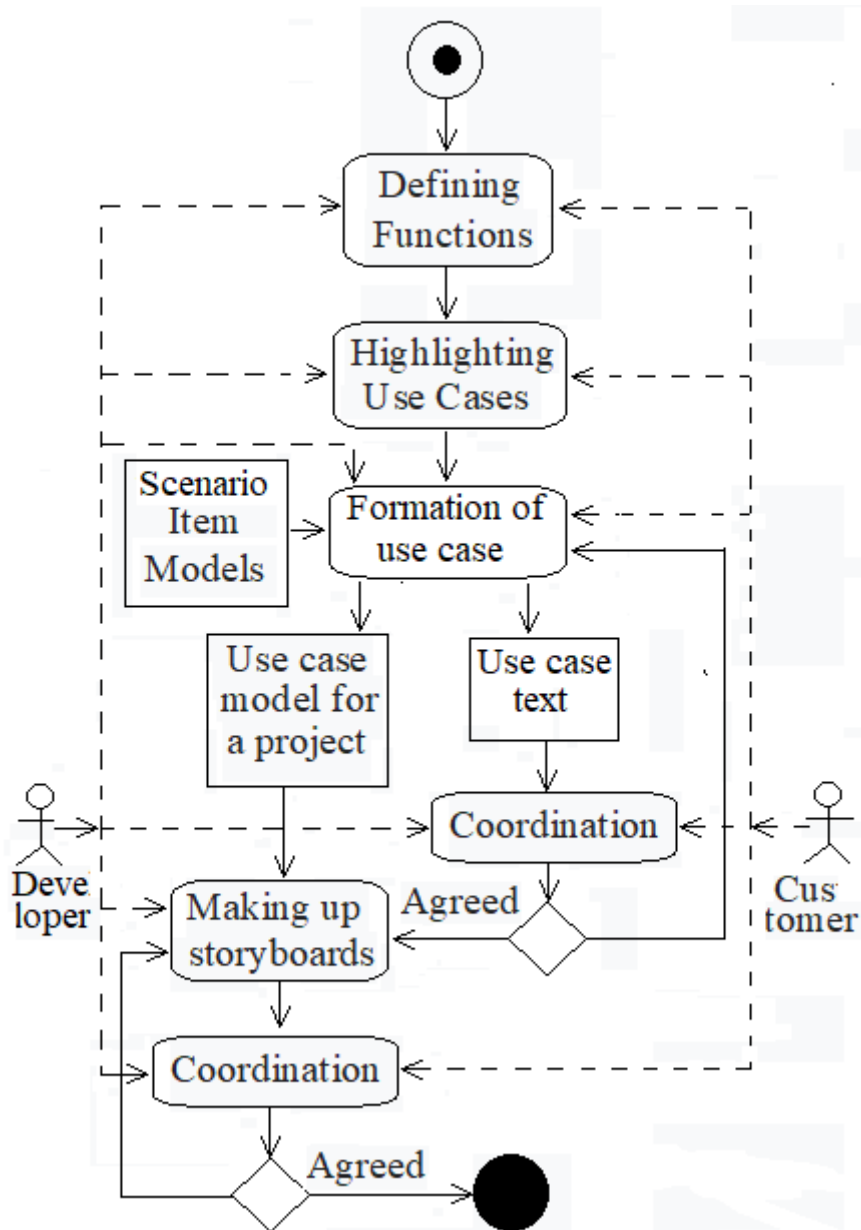 Defining
Functions
Highlighting
Use Cases
Scenario
Item
Models
Formation of
use case
Use case
model for
a project
Use case
text
Coordination
Deve
loper
Cus
tomer
Agreed
Making up
storyboards
Coordination
Agreed